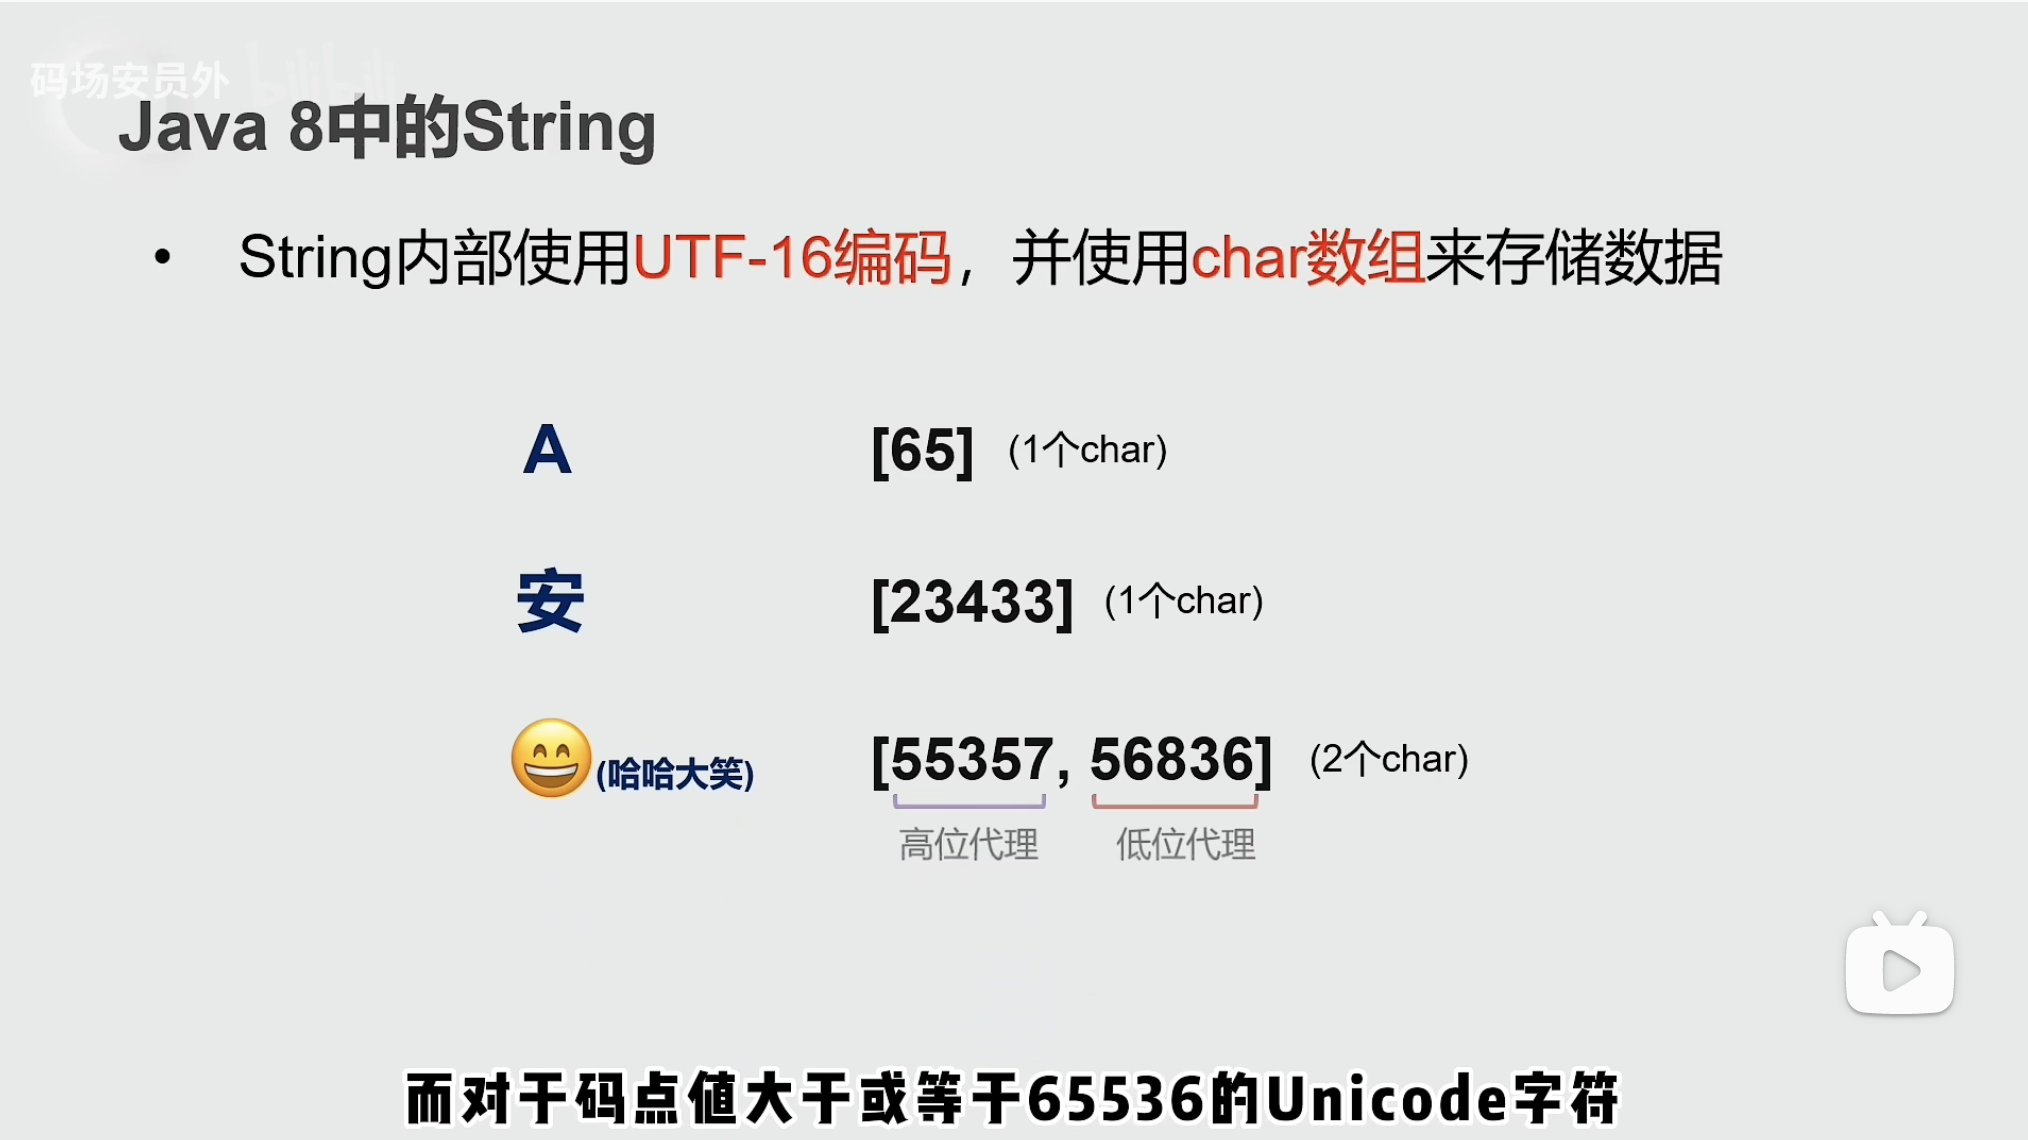 码场安员外 bilibili
Java 8中的String
• String内部使用UTF-16编码，并使用char数组来存储数据
A [65] (1个char)
安 [23433] (1个char)
😄(哈哈大笑) [55357, 56836] (2个char)
高位代理 低位代理
而对于码点值大于或等于65536的Unicode字符